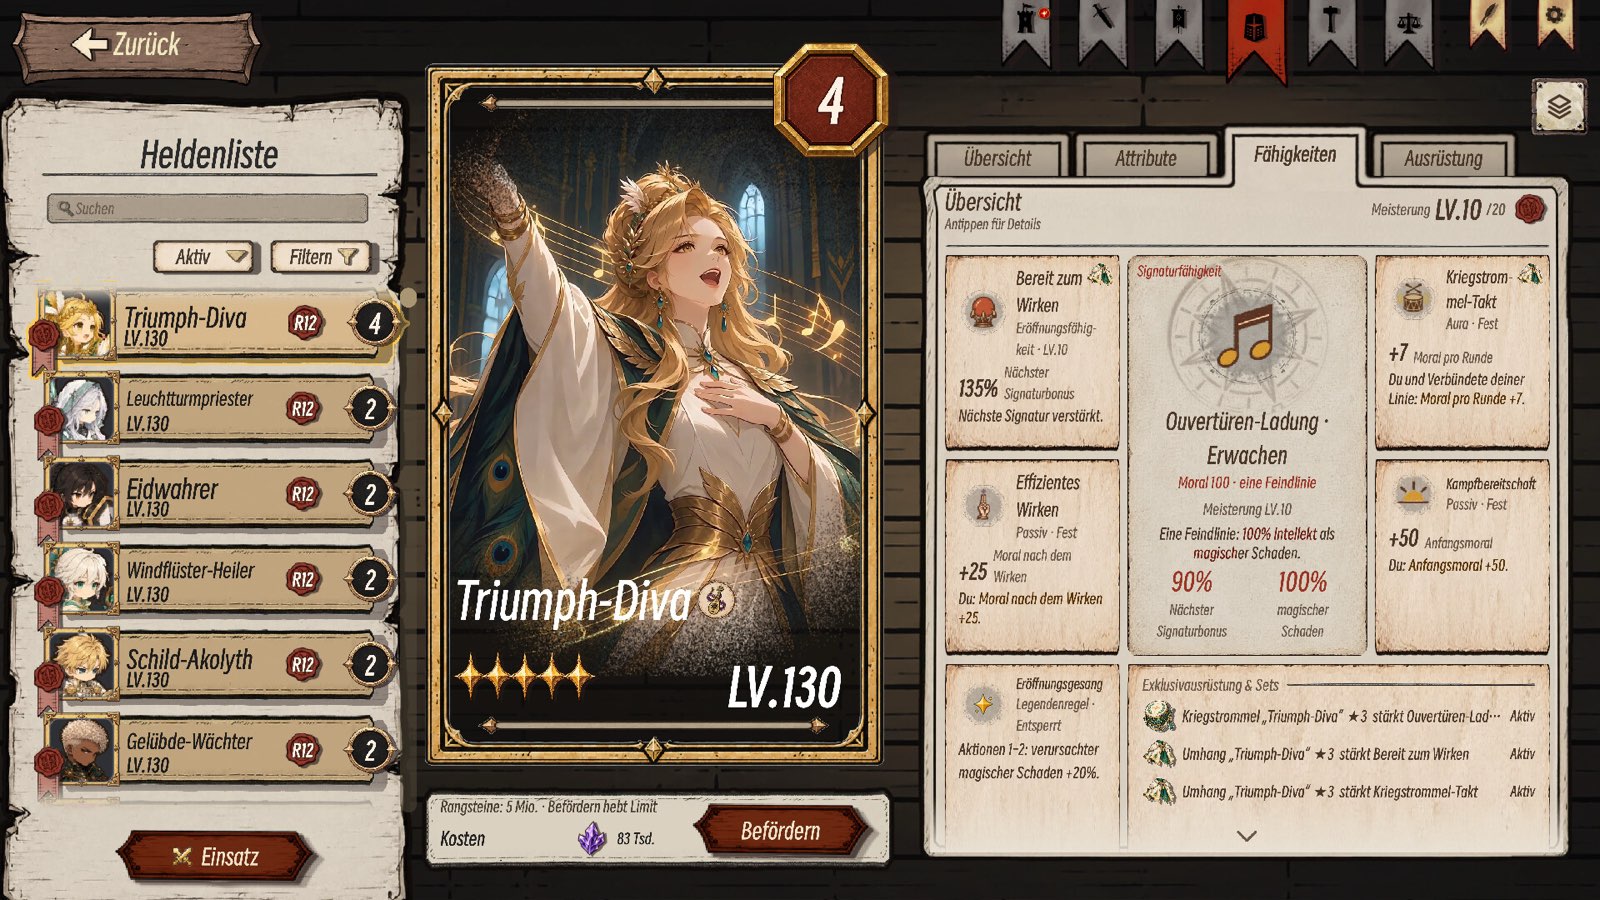 Zurück
Heldenliste
Suchen
Aktiv
Filtern
Triumph-Diva
LV.130
R12
4
Leuchtturmpriester
LV.130
R12
2
Eidwahrer
LV.130
R12
2
Windflüster-Heiler
LV.130
R12
2
Schild-Akolyth
LV.130
R12
2
Gelübde-Wächter
LV.130
R12
2
Einsatz
4
Triumph-Diva
LV.130
Rangsteine: 5 Mio. · Befördern hebt Limit
Kosten
83 Tsd.
Befördern
Übersicht
Attribute
Fähigkeiten
Ausrüstung
Übersicht
Antippen für Details
Meisterung LV.10 /20
Bereit zum
Wirken
Eröffnungsfähig-
keit · LV.10
135% Nächster
Signaturbonus
Nächste Signatur verstärkt.
Effizientes
Wirken
Passiv · Fest
+25 Moral nach dem
Wirken
Du: Moral nach dem Wirken
+25.
Eröffnungsgesang
Legendenregel ·
Entsperrt
Aktionen 1–2: verursachter
magischer Schaden +20%.
Signaturfähigkeit
Ouvertüren-Ladung ·
Erwachen
Moral 100 · eine Feindlinie
Meisterung LV.10
Eine Feindlinie: 100% Intellekt als
magischer Schaden.
90%
Nächster
Signaturbonus
100%
magischer
Schaden
Kriegstrom-
mel-Takt
Aura · Fest
+7 Moral pro Runde
Du und Verbündete deiner
Linie: Moral pro Runde +7.
Kampfbereitschaft
Passiv · Fest
+50 Anfangsmoral
Du: Anfangsmoral +50.
Exklusivausrüstung & Sets
Kriegstrommel „Triumph-Diva“ ★3 stärkt Ouvertüren-Lad··· Aktiv
Umhang „Triumph-Diva“ ★3 stärkt Bereit zum Wirken Aktiv
Umhang „Triumph-Diva“ ★3 stärkt Kriegstrommel-Takt Aktiv